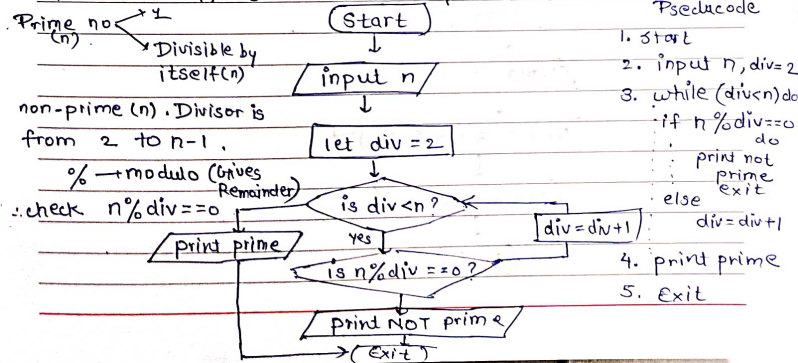 Prime no → 1
(n) → Divisible by
itself (n)
non-prime (n). Divisor is
from 2 to n-1.
% → modulo (Gives
Remainder)
∴ check n%div==0
Start
input n
let div = 2
is div<n?
yes
print prime
is n%div ==0?
div = div+1
print NOT prime
(Exit)
Pseducode
1. Start
2. input n, div=2
3. while (div<n) do
if n%div==0
do
print not
prime
exit
else
div=div+1
4. print prime
5. Exit